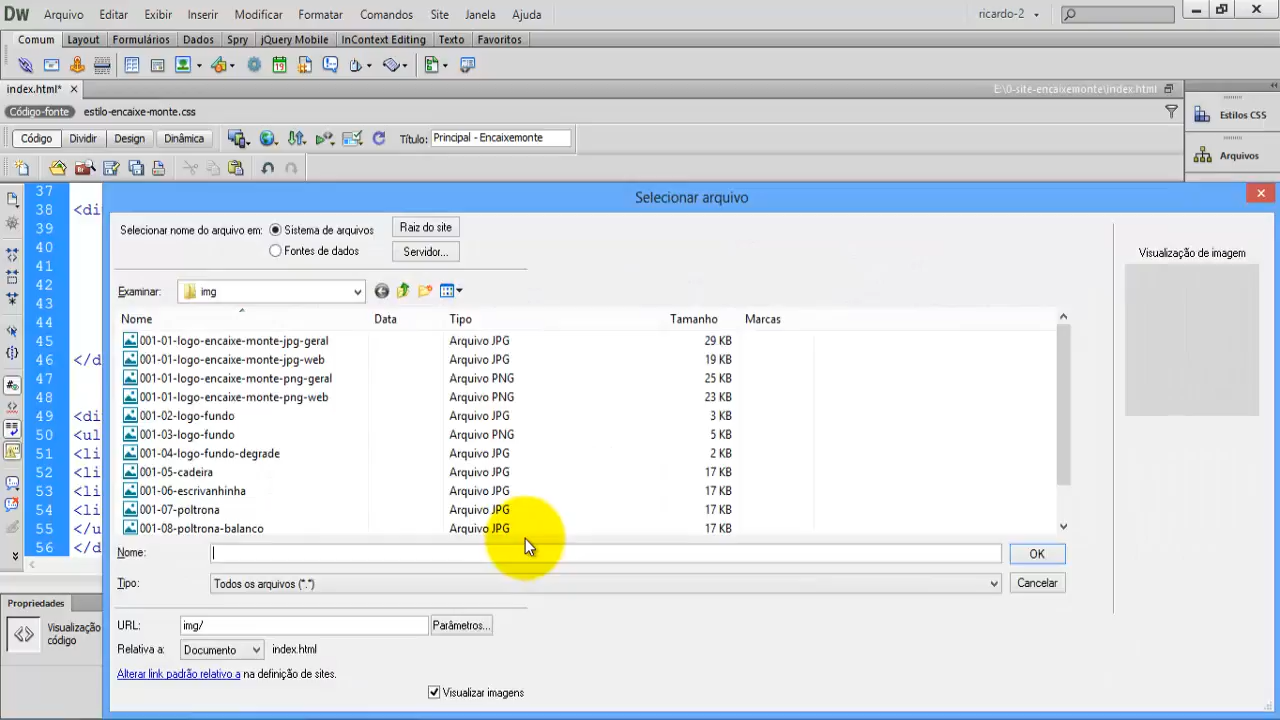 Dw Arquivo Editar Exibir Inserir Modificar Formatar Comandos Site Janela Ajuda ricardo-2
Comum Layout Formulários Dados Spry jQuery Mobile InContext Editing Texto Favoritos
index.html* E:\0-site-encaixemonte\index.html
Código-fonte estilo-encaixe-monte.css
Estilos CSS
Código Dividir Design Dinâmica Título: Principal - Encaixemonte
Arquivos
37
38 <di
39
40
41
42
43
44
45
46 </d
47
48
49 <di
50 <ul
51 <li
52 <li
53 <li
54 <li
55 </u
56 </d
Selecionar arquivo
Selecionar nome do arquivo em: Sistema de arquivos Raiz do site
Fontes de dados Servidor...
Visualização de imagem
Examinar: img
Nome Data Tipo Tamanho Marcas
001-01-logo-encaixe-monte-jpg-geral Arquivo JPG 29 KB
001-01-logo-encaixe-monte-jpg-web Arquivo JPG 19 KB
001-01-logo-encaixe-monte-png-geral Arquivo PNG 25 KB
001-01-logo-encaixe-monte-png-web Arquivo PNG 23 KB
001-02-logo-fundo Arquivo JPG 3 KB
001-03-logo-fundo Arquivo PNG 5 KB
001-04-logo-fundo-degrade Arquivo JPG 2 KB
001-05-cadeira Arquivo JPG 17 KB
001-06-escrivanhinha Arquivo JPG 17 KB
001-07-poltrona Arquivo JPG 17 KB
001-08-poltrona-balanco Arquivo JPG 17 KB
Nome: OK
Tipo: Todos os arquivos (*.*) Cancelar
URL: img/ Parâmetros...
Relativa a: Documento index.html
Alterar link padrão relativo a na definição de sites.
Visualizar imagens
Propriedades
Visualização
código